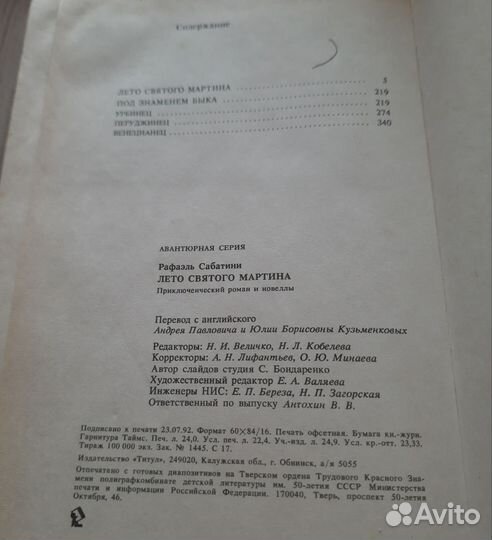 Содержание
ЛЕТО СВЯТОГО МАРТИНА 5
ПОД ЗНАМЕНЕМ БЫКА 219
УРБИНЕЦ 219
ПЕРУДЖИНЕЦ 274
ВЕНЕЦИАНЕЦ 340
АВАНТЮРНАЯ СЕРИЯ
Рафаэль Сабатини
ЛЕТО СВЯТОГО МАРТИНА
Приключенческий роман и новеллы
Перевод с английского
Андрея Павловича и Юлии Борисовны Кузьменковых
Редакторы: Н. И. Величко, Н. Л. Кобелева
Корректоры: А. Н. Лифантьев, О. Ю. Минаева
Автор слайдов студия С. Бондаренко
Художественный редактор Е. А. Валяева
Инженеры НИС: Е. П. Береза, Н. П. Загорская
Ответственный по выпуску Антохин В. В.
Подписано к печати 23.07.92. Формат 60×84/16. Печать офсетная. Бумага кн.-журн.
Гарнитура Таймс. Печ. л. 24,0. Усл. печ. л. 22,4. Уч.-изд. л. 24,9. Усл. кр.-отт. 23,33.
Тираж 100 000 экз. Зак. № 1445. С 17.
Издательство «Титул», 249020, Калужская обл., г. Обнинск, а/я 5055
Отпечатано с готовых диапозитивов на Тверском ордена Трудового Красного Зна-
мени полиграфкомбинате детской литературы им. 50-летия СССР Министерства
печати и информации Российской Федерации. 170040, Тверь, проспект 50-летия
Октября, 46.
Avito